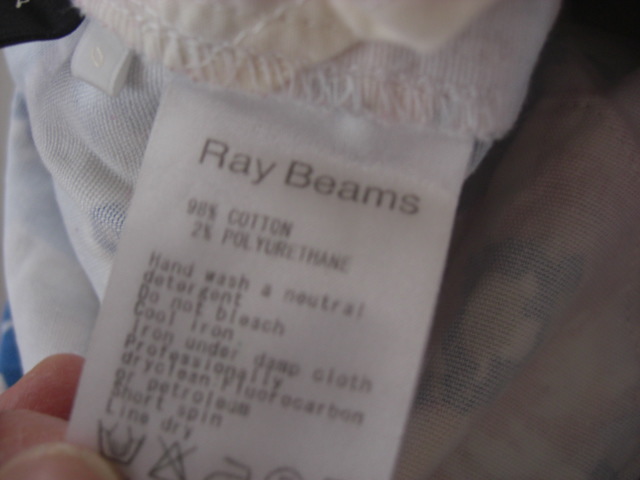 Ray Beams
98% COTTON
2% POLYURETHANE
Hand wash a neutral
detergent
Do not bleach
Cool iron
Iron under damp cloth
Professionally
dryclean:Fluorocarbon
or petroleum
Short spin
Line dry